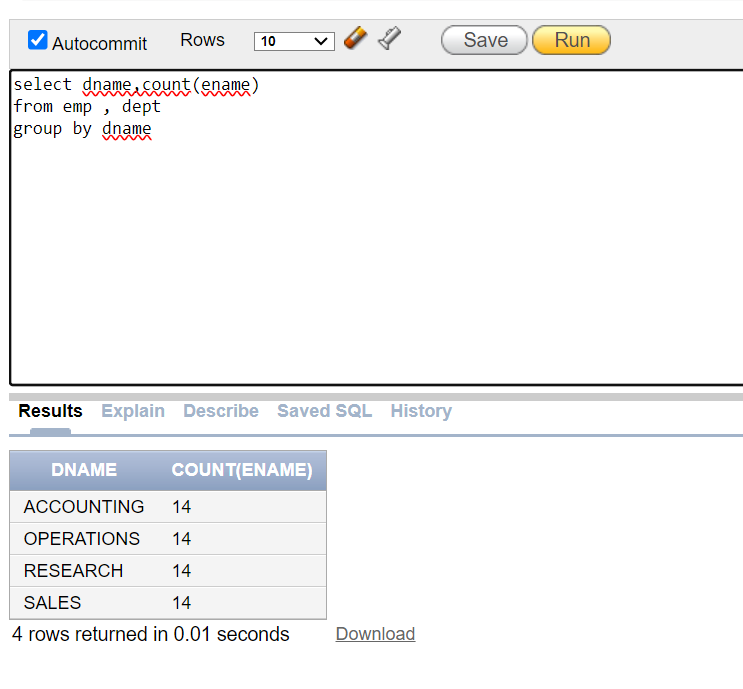 Autocommit Rows 10 Save Run
select dname,count(ename)
from emp , dept
group by dname
Results Explain Describe Saved SQL History
DNAME COUNT(ENAME)
ACCOUNTING 14
OPERATIONS 14
RESEARCH 14
SALES 14
4 rows returned in 0.01 seconds Download